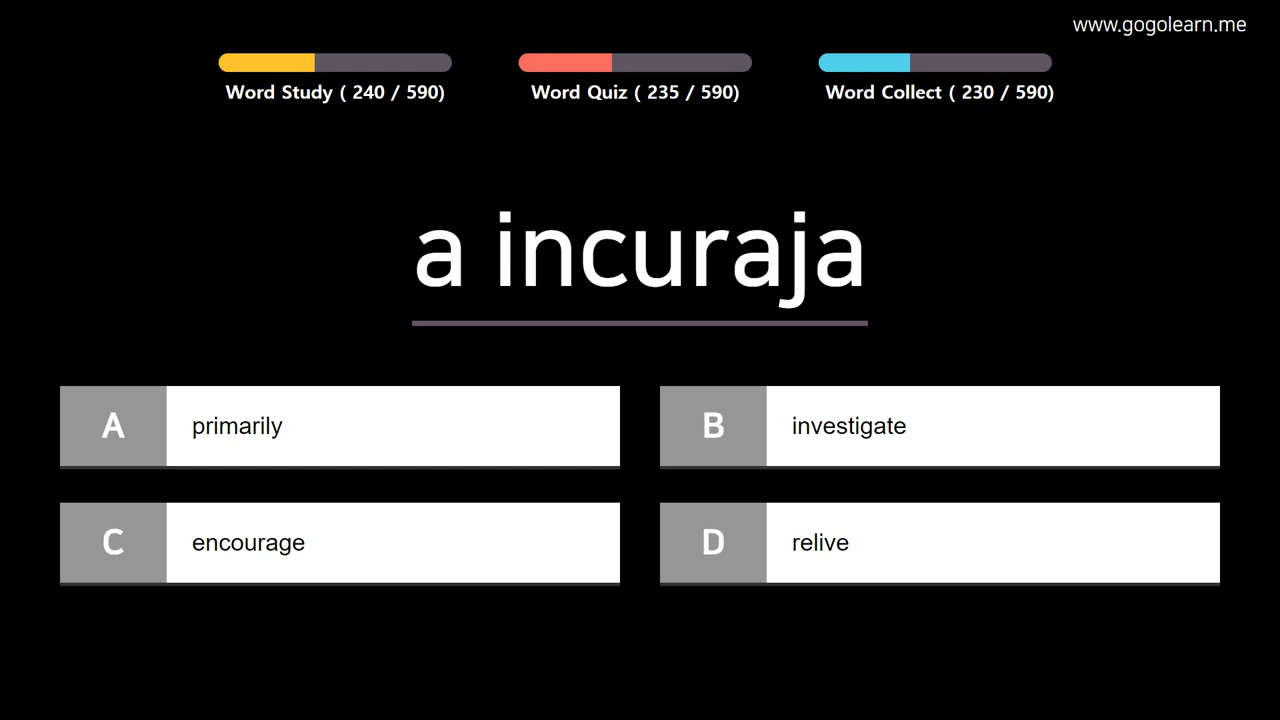 www.gogolearn.me
Word Study ( 240 / 590)
Word Quiz ( 235 / 590)
Word Collect ( 230 / 590)
a incuraja
A primarily
B investigate
C encourage
D relive